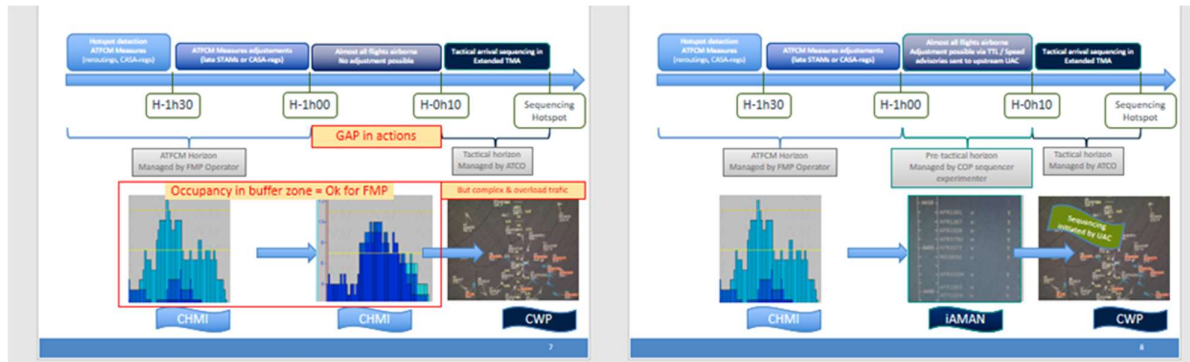 Hotspot detection
ATFCM Measures
(reroutings, CASA-regs)
ATFCM Measures adjustements
(late STAMs or CASA-regs)
Almost all flights airborne
No adjustment possible
Tactical arrival sequencing in
Extended TMA
H-1h30
H-1h00
H-0h10
Sequencing
Hotspot
GAP in actions
ATFCM Horizon
Managed by FMP Operator
Tactical horizon
Managed by ATCO
Occupancy in buffer zone = Ok for FMP
But complex & overload trafic
CHMI
CHMI
CWP
7
Hotspot detection
ATFCM Measures
(reroutings, CASA-regs)
ATFCM Measures adjustements
(late STAMs or CASA-regs)
Almost all flights airborne
Adjustment possible via TTL / Speed
advisories sent to upstream UAC
Tactical arrival sequencing in
Extended TMA
H-1h30
H-1h00
H-0h10
Sequencing
Hotspot
ATFCM Horizon
Managed by FMP Operator
Pre-tactical horizon
Managed by COP sequencer
experimenter
Tactical horizon
Managed by ATCO
Sequencing
initiated by UAC
CHMI
iAMAN
CWP
8